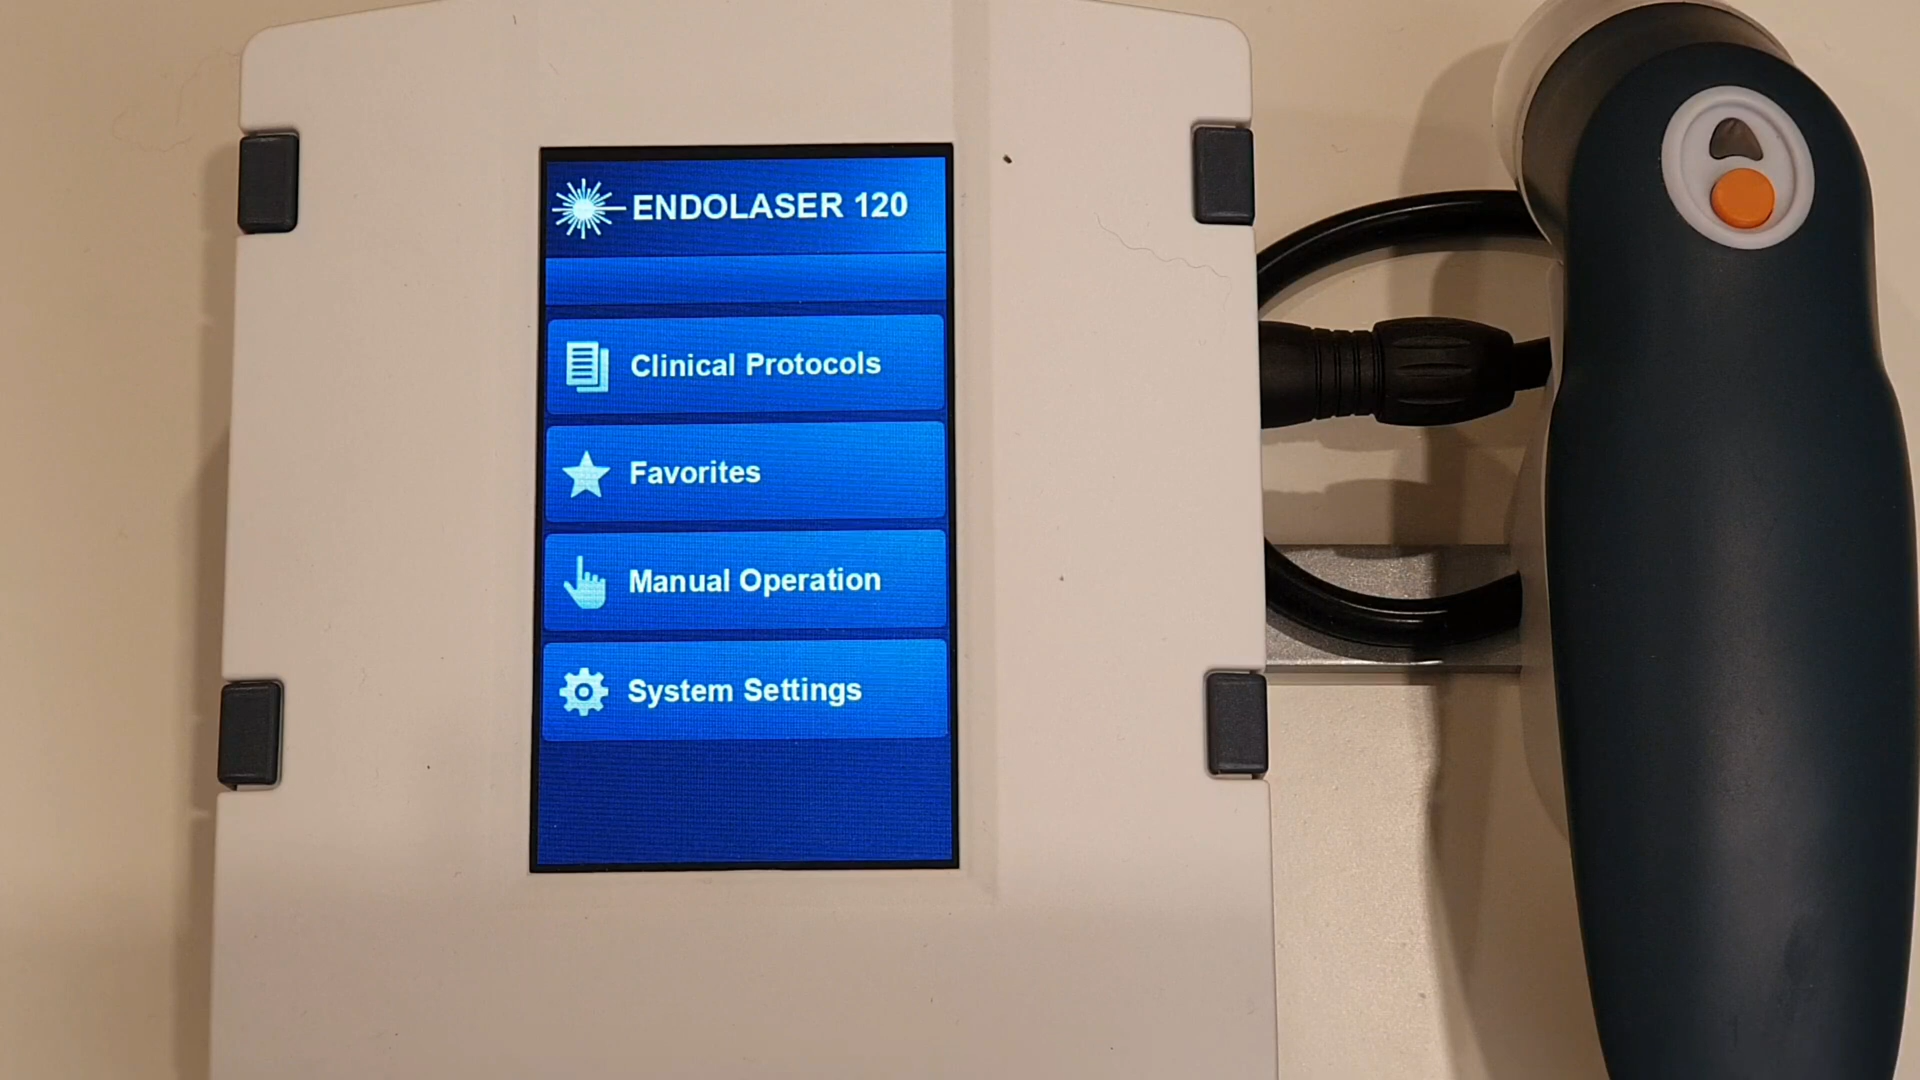 ENDOLASER 120
Clinical Protocols
Favorites
Manual Operation
System Settings